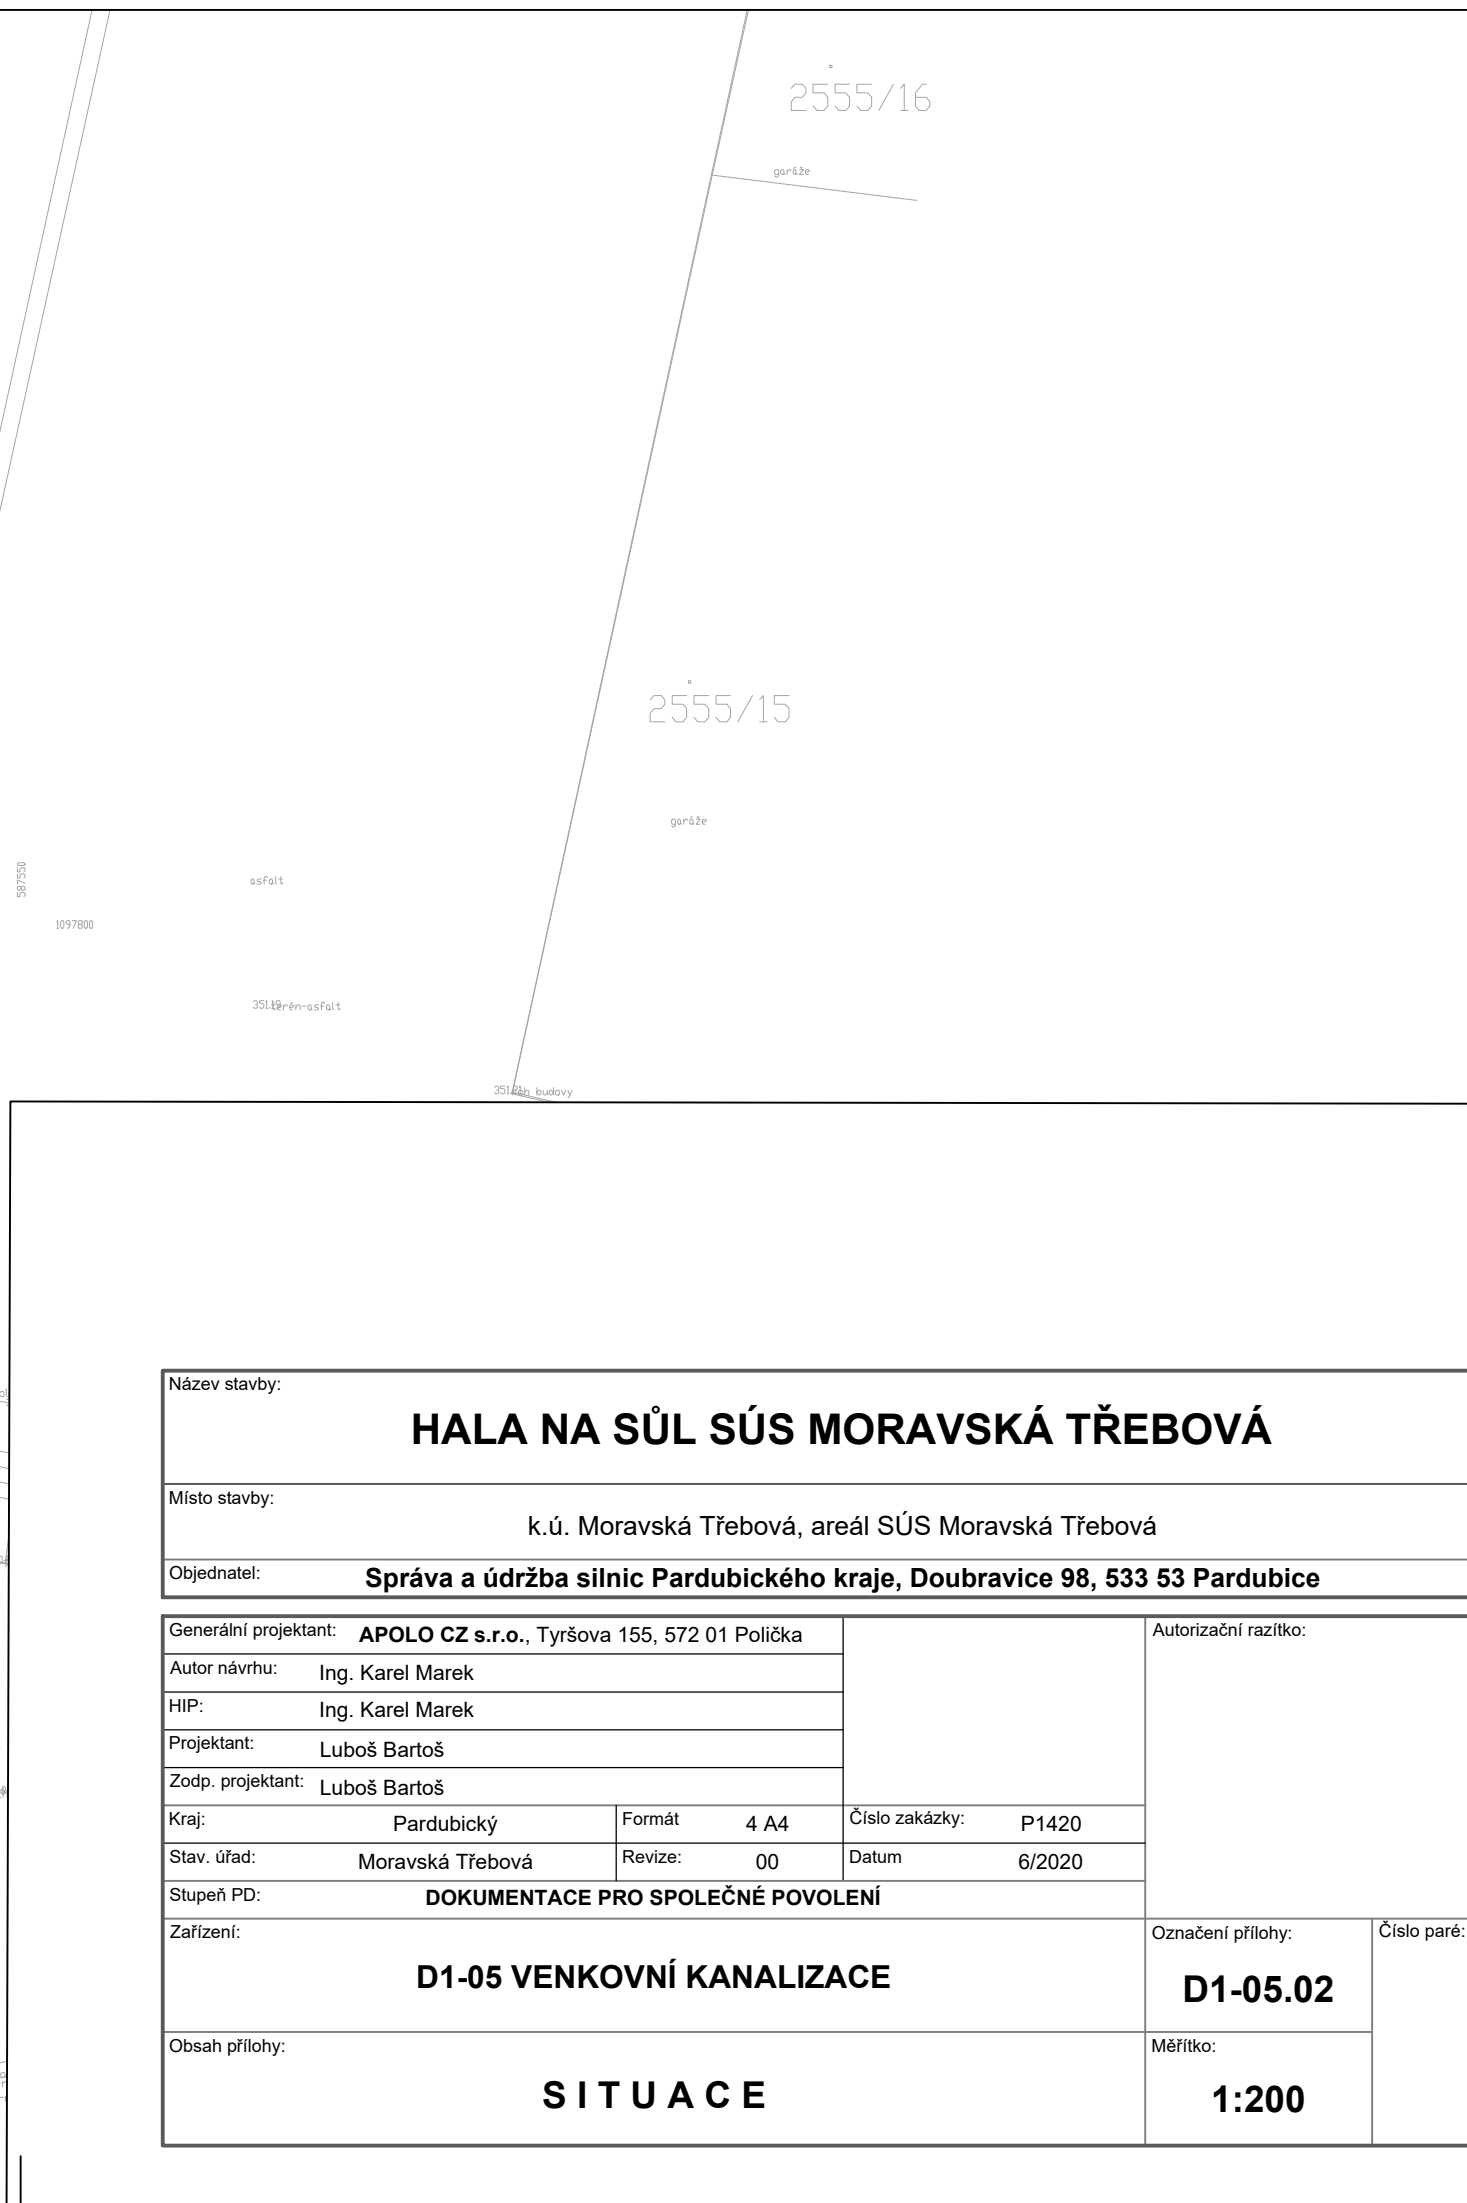 2555/16
garáže
2555/15
garáže
587550
asfalt
1097800
terén-asfalt
budovy
Název stavby:
HALA NA SŮL SÚS MORAVSKÁ TŘEBOVÁ
Místo stavby:
k.ú. Moravská Třebová, areál SÚS Moravská Třebová
Objednatel: Správa a údržba silnic Pardubického kraje, Doubravice 98, 533 53 Pardubice
Generální projektant: APOLO CZ s.r.o., Tyršova 155, 572 01 Polička
Autorizační razítko:
Autor návrhu: Ing. Karel Marek
HIP: Ing. Karel Marek
Projektant: Luboš Bartoš
Zodp. projektant: Luboš Bartoš
Kraj: Pardubický Formát 4 A4 Číslo zakázky: P1420
Stav. úřad: Moravská Třebová Revize: 00 Datum 6/2020
Stupeň PD: DOKUMENTACE PRO SPOLEČNÉ POVOLENÍ
Zařízení:
D1-05 VENKOVNÍ KANALIZACE
Označení přílohy:
D1-05.02
Číslo paré:
Obsah přílohy:
S I T U A C E
Měřítko:
1:200